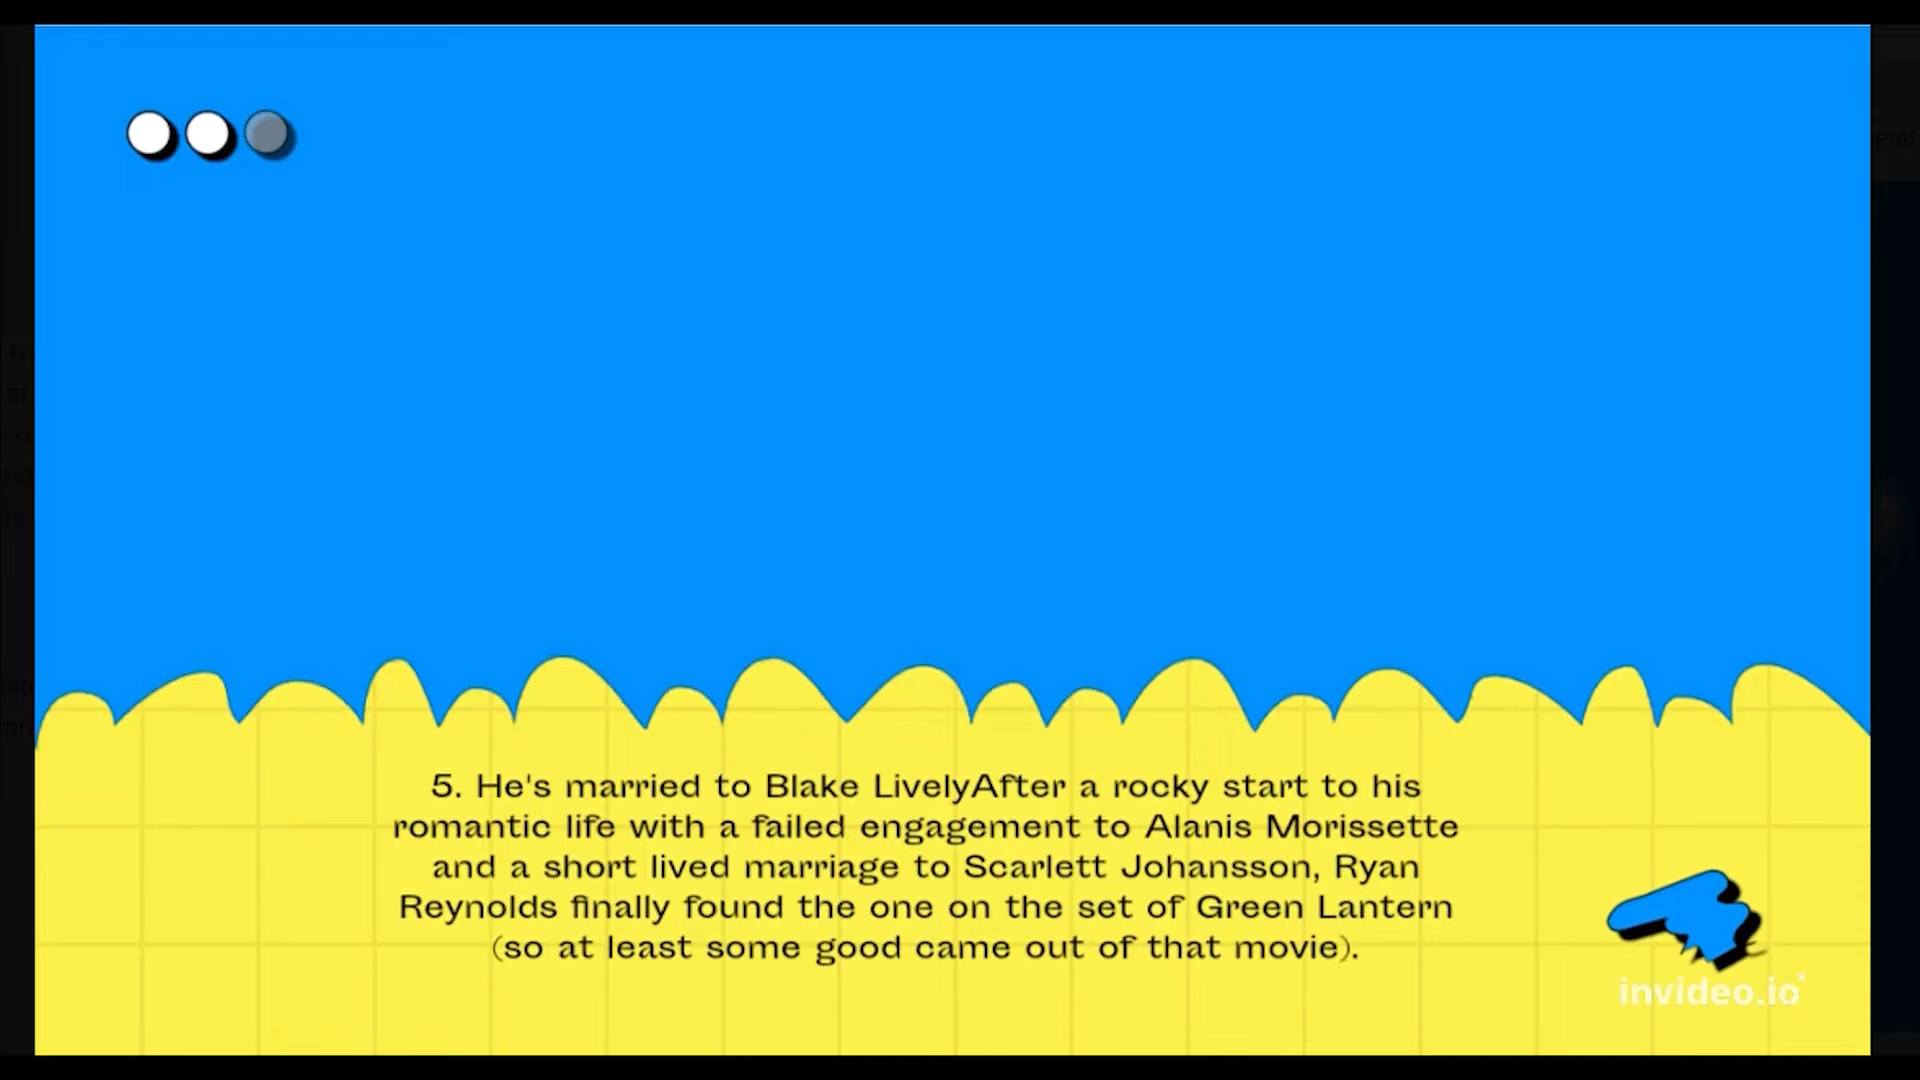 5. He's married to Blake LivelyAfter a rocky start to his
romantic life with a failed engagement to Alanis Morissette
and a short lived marriage to Scarlett Johansson, Ryan
Reynolds finally found the one on the set of Green Lantern
(so at least some good came out of that movie).
invideo.io